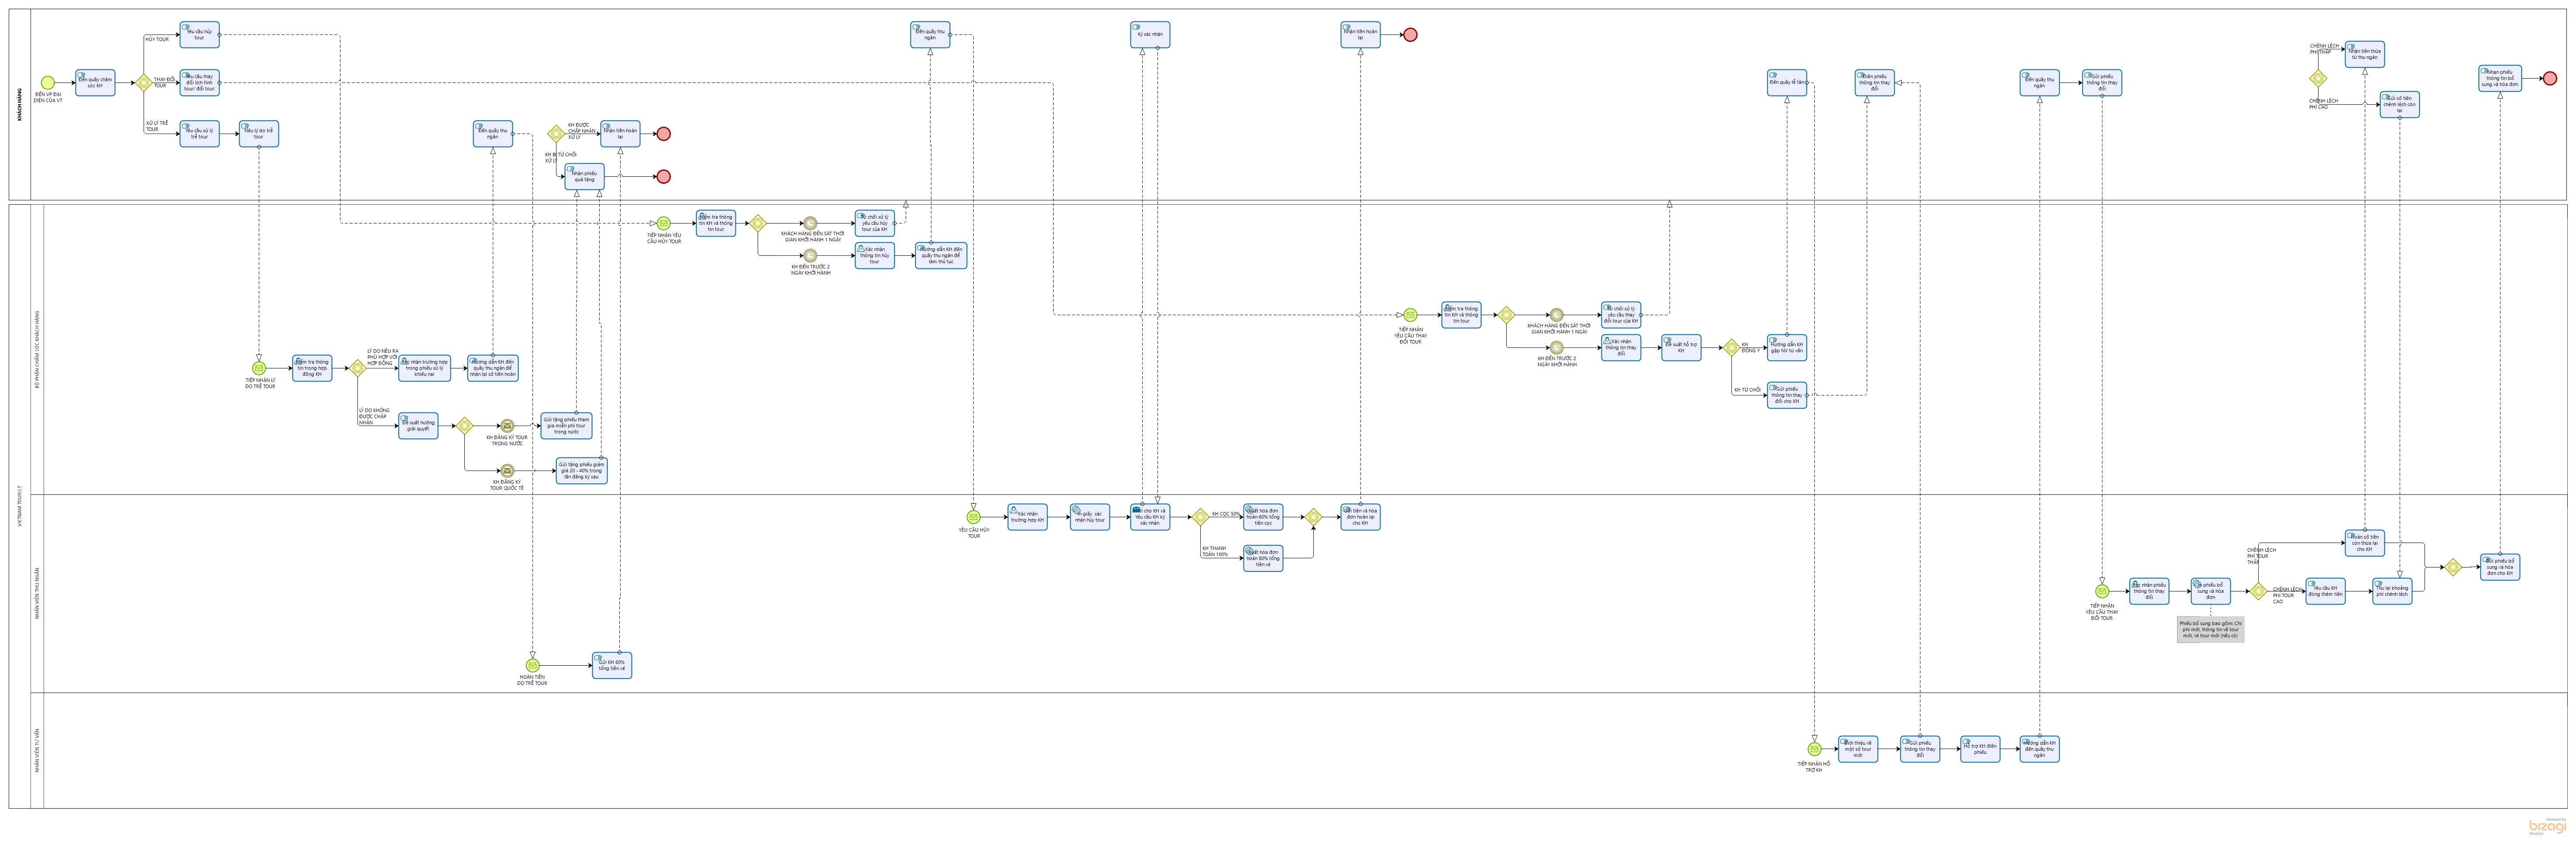 KHÁCH HÀNG
ĐẾN VP ĐẠI
DIỆN CỦA VT
Đến quầy chăm
sóc KH
HỦY TOUR
THAY ĐỔI
TOUR
XỬ LÝ TRỄ
TOUR
Yêu cầu hủy
tour
Yêu cầu thay
đổi lịch tình
tour/ đổi tour
Yêu cầu xử lý
trễ tour
Nêu lý do trễ
tour
Đến quầy thu
ngân
KH ĐƯỢC
CHẤP NHẬN
XỬ LÝ
KH BỊ TỪ CHỐI
XỬ LÝ
Nhận tiền hoàn
lại
Nhận phiếu
quà tặng
Đến quầy thu
ngân
Ký xác nhận
Nhận tiền hoàn
lại
Đến quầy lễ tân
Điền phiếu
thông tin thay
đổi
Đến quầy thu
ngân
Gửi phiếu
thông tin thay
đổi
CHÊNH LỆCH
PHÍ THẤP
CHÊNH LỆCH
PHÍ CAO
Nhận tiền thừa
từ thu ngân
Gửi số tiền
chênh lệch còn
lại
Nhận phiếu
thông tin bổ
sung và hóa đơn
VIETNAM TOURIST
BỘ PHẬN CHĂM SÓC KHÁCH HÀNG
TIẾP NHẬN YÊU
CẦU HỦY TOUR
Kiểm tra thông
tin KH và thông
tin tour
KHÁCH HÀNG ĐẾN SÁT THỜI
GIAN KHỞI HÀNH 1 NGÀY
KH ĐẾN TRƯỚC 2
NGÀY KHỞI HÀNH
Từ chối xử lý
yêu cầu hủy
tour của KH
Xác nhận
thông tin hủy
tour
Hướng dẫn KH đến
quầy thu ngân để
làm thủ tục
TIẾP NHẬN
YÊU CẦU THAY
ĐỔI TOUR
Kiểm tra thông
tin KH và thông
tin tour
KHÁCH HÀNG ĐẾN SÁT THỜI
GIAN KHỞI HÀNH 1 NGÀY
KH ĐẾN TRƯỚC 2
NGÀY KHỞI HÀNH
Từ chối xử lý
yêu cầu thay
đổi tour của KH
Xác nhận
thông tin thay
đổi
Đề xuất hỗ trợ
KH
KH
ĐỒNG Ý
KH TỪ CHỐI
Hướng dẫn KH
gặp NV tư vấn
Gửi phiếu
thông tin thay
đổi cho KH
TIẾP NHẬN LÝ
DO TRỄ TOUR
Kiểm tra thông
tin trong hợp
đồng KH
LÝ DO NÊU RA
PHÙ HỢP VỚI
HỢP ĐỒNG
LÝ DO KHÔNG
ĐƯỢC CHẤP
NHẬN
Xác nhận trường hợp
trong phiếu xử lý
khiếu nại
Hướng dẫn KH đến
quầy thu ngân để
nhận lại số tiền hoàn
Đề xuất hướng
giải quyết
KH ĐĂNG KÝ TOUR
TRONG NƯỚC
KH ĐĂNG KÝ
TOUR QUỐC TẾ
Gửi tặng phiếu tham
gia miễn phí tour
trong nước
Gửi tặng phiếu giảm
giá 20 - 40% trong
lần đăng ký sau
NHÂN VIÊN THU NGÂN
YÊU CẦU HỦY
TOUR
Xác nhận
trường hợp KH
In giấy xác
nhận hủy tour
cho KH và
Yêu cầu KH ký
xác nhận
KH CỌC 50%
KH THANH
TOÁN 100%
Xuất hóa đơn
hoàn 60% tổng
tiền cọc
Xuất hóa đơn
hoàn 80% tổng
tiền vé
Gửi tiền và hóa
đơn hoàn lại
cho KH
HOÀN TIỀN
DO TRỄ TOUR
Gửi KH 60%
tổng tiền vé
TIẾP NHẬN
YÊU CẦU THAY
ĐỔI TOUR
Xác nhận phiếu
thông tin thay
đổi
phiếu bổ
sung và hóa
đơn
Phiếu bổ sung bao gồm: Chi
phí mới, thông tin về tour
mới, vé tour mới (nếu có)
CHÊNH LỆCH
PHÍ TOUR
THẤP
CHÊNH LỆCH
PHÍ TOUR
CAO
Hoàn số tiền
còn thừa lại
cho KH
Yêu cầu KH
đóng thêm tiền
Thu lại khoảng
phí chênh lệch
Gửi phiếu bổ
sung và hóa
đơn cho KH
NHÂN VIÊN TƯ VẤN
TIẾP NHẬN HỖ
TRỢ KH
Giới thiệu về
một số tour
mới
Gửi phiếu
thông tin thay
đổi
Hỗ trợ KH điền
phiếu
Hướng dẫn KH
đến quầy thu
ngân
Powered by
bizagi
Modeler